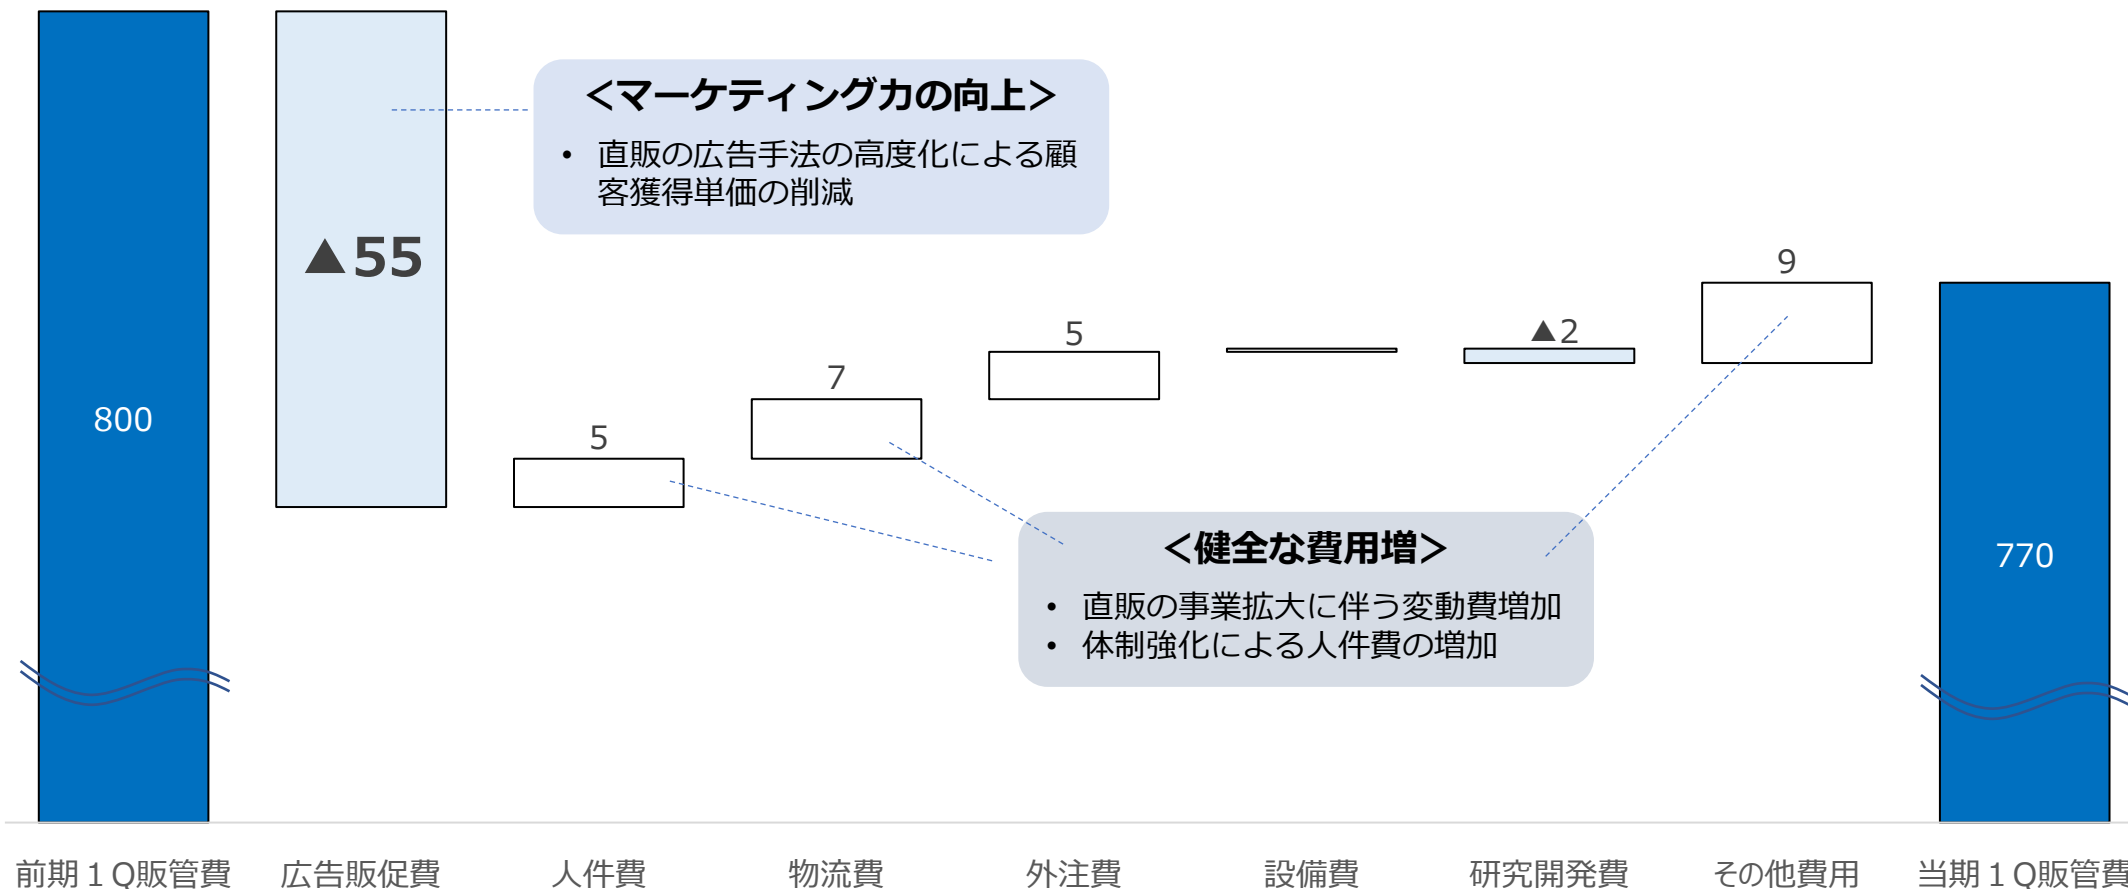 <マーケティング力の向上>
• 直販の広告手法の高度化による顧
客獲得単価の削減
▲55
9
5
▲2
7
800
5
<健全な費用増>
770
• 直販の事業拡大に伴う変動費増加
• 体制強化による人件費の増加
前期１Q販管費 広告販促費 人件費 物流費 外注費 設備費 研究開発費 その他費用 当期１Q販管費